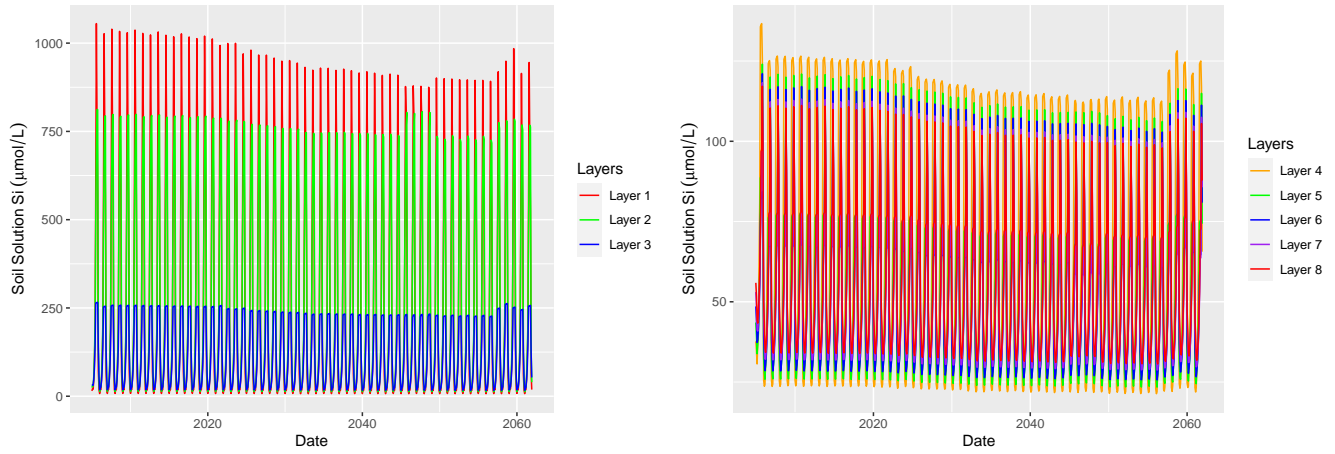 1000
750
500
250
0
Soil Solution Si (μmol/L)
2020
2040
2060
Date
Layers
Layer 1
Layer 2
Layer 3
100
50
Soil Solution Si (μmol/L)
2020
2040
2060
Date
Layers
Layer 4
Layer 5
Layer 6
Layer 7
Layer 8